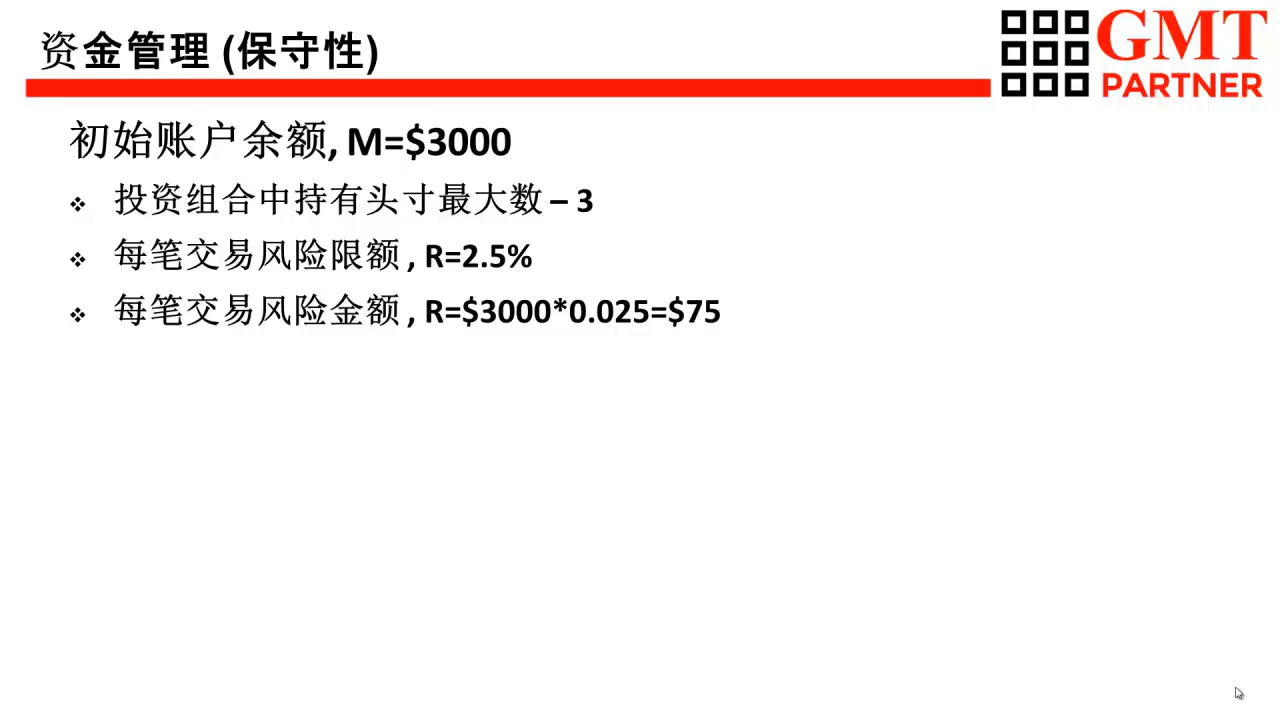 资金管理 (保守性)
GMT
PARTNER
初始账户余额, M=$3000
❖ 投资组合中持有头寸最大数 – 3
❖ 每笔交易风险限额, R=2.5%
❖ 每笔交易风险金额, R=$3000*0.025=$75